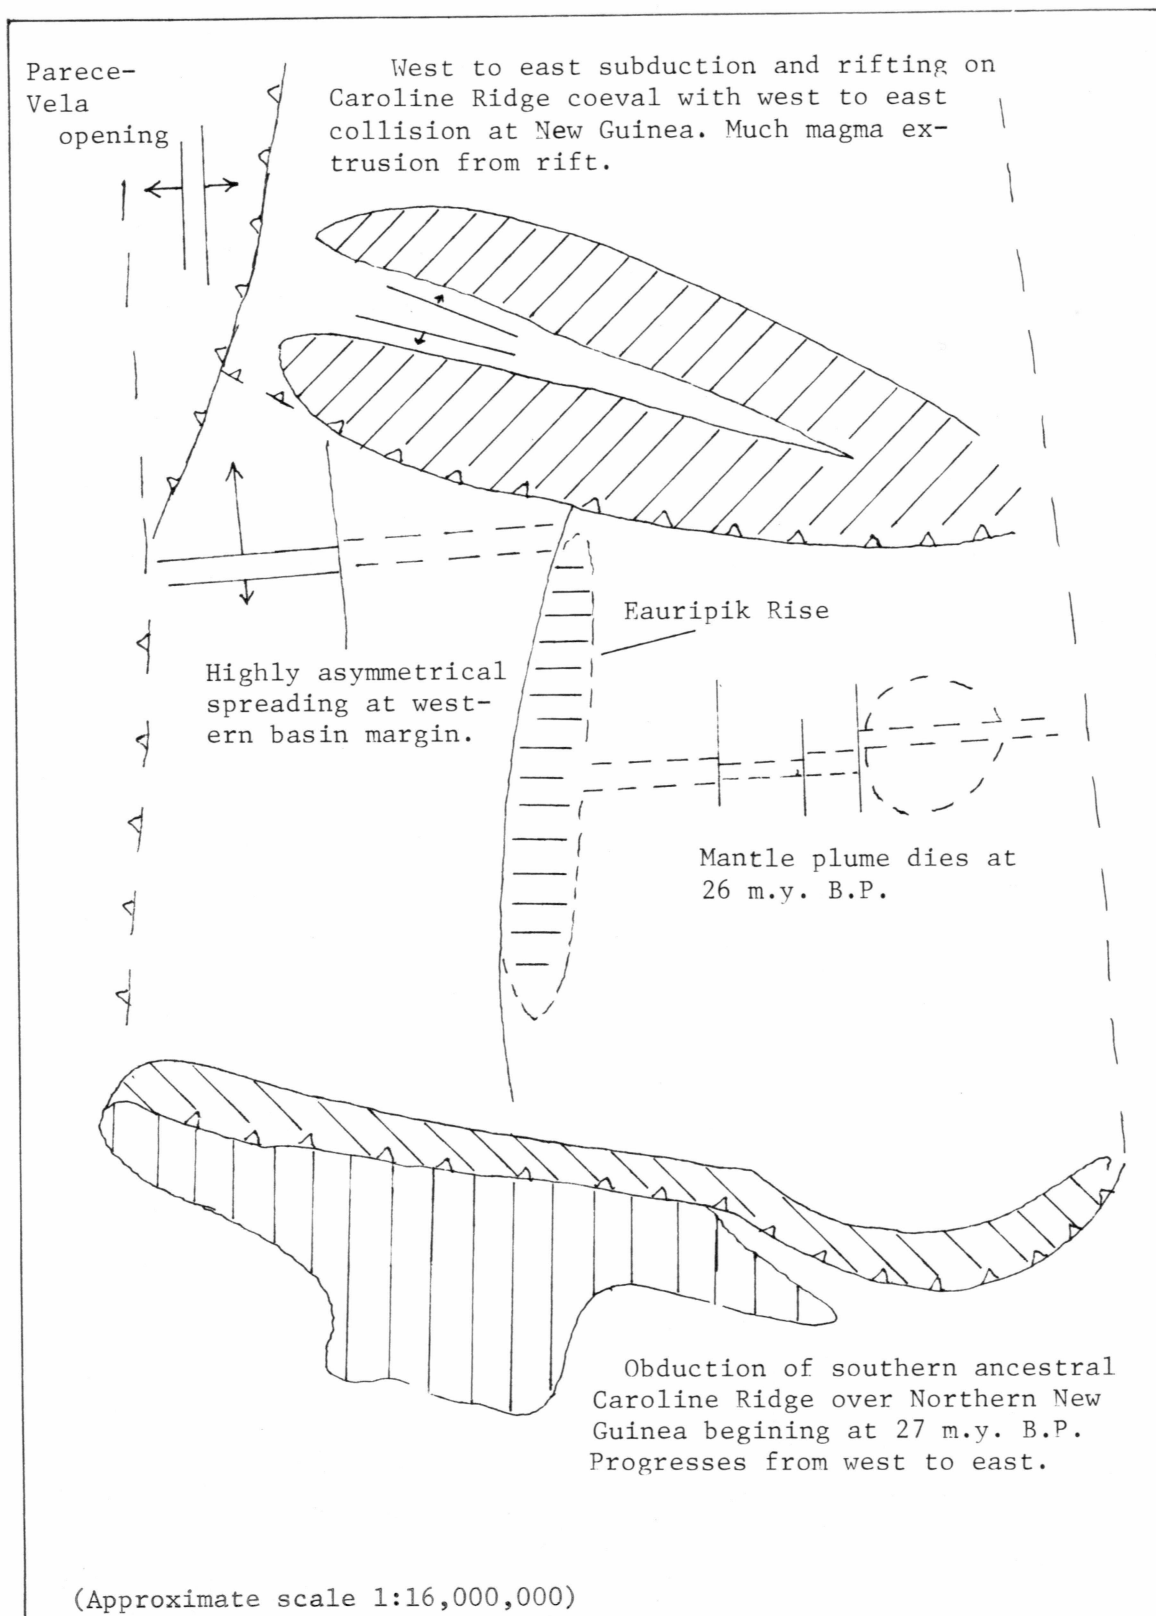 Parece-
Vela
opening
West to east subduction and rifting on
Caroline Ridge coeval with west to east
collision at New Guinea. Much magma ex-
trusion from rift.
Eauripik Rise
Highly asymmetrical
spreading at west-
ern basin margin.
Mantle plume dies at
26 m.y. B.P.
Obduction of southern ancestral
Caroline Ridge over Northern New
Guinea begining at 27 m.y. B.P.
Progresses from west to east.
(Approximate scale 1:16,000,000)